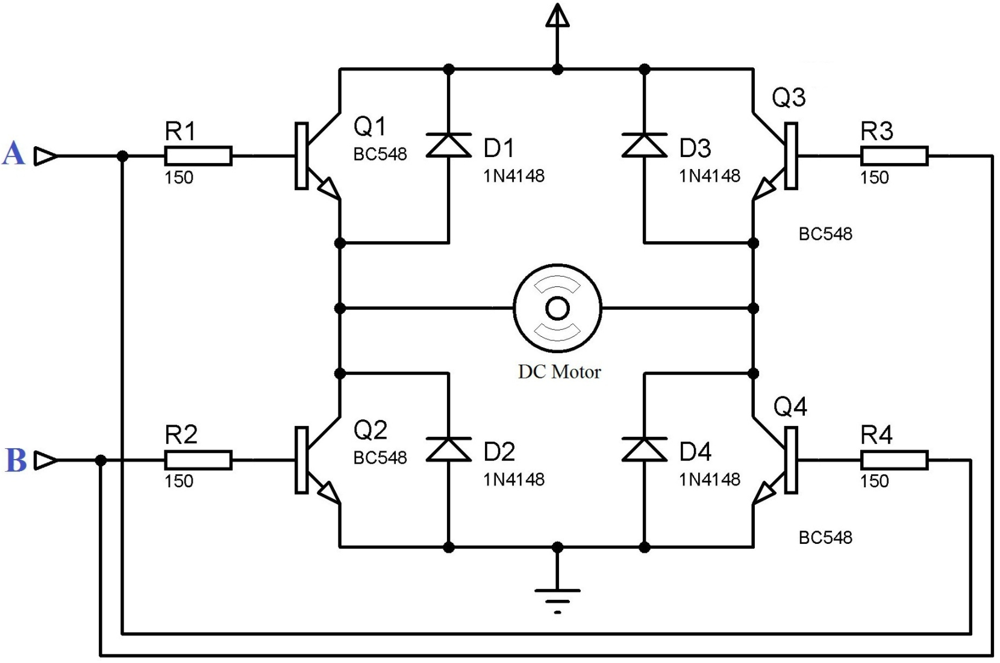 A
R1
150
Q1
BC548
D1
1N4148
D3
1N4148
Q3
BC548
R3
150
DC Motor
B
R2
150
Q2
BC548
D2
1N4148
D4
1N4148
Q4
BC548
R4
150